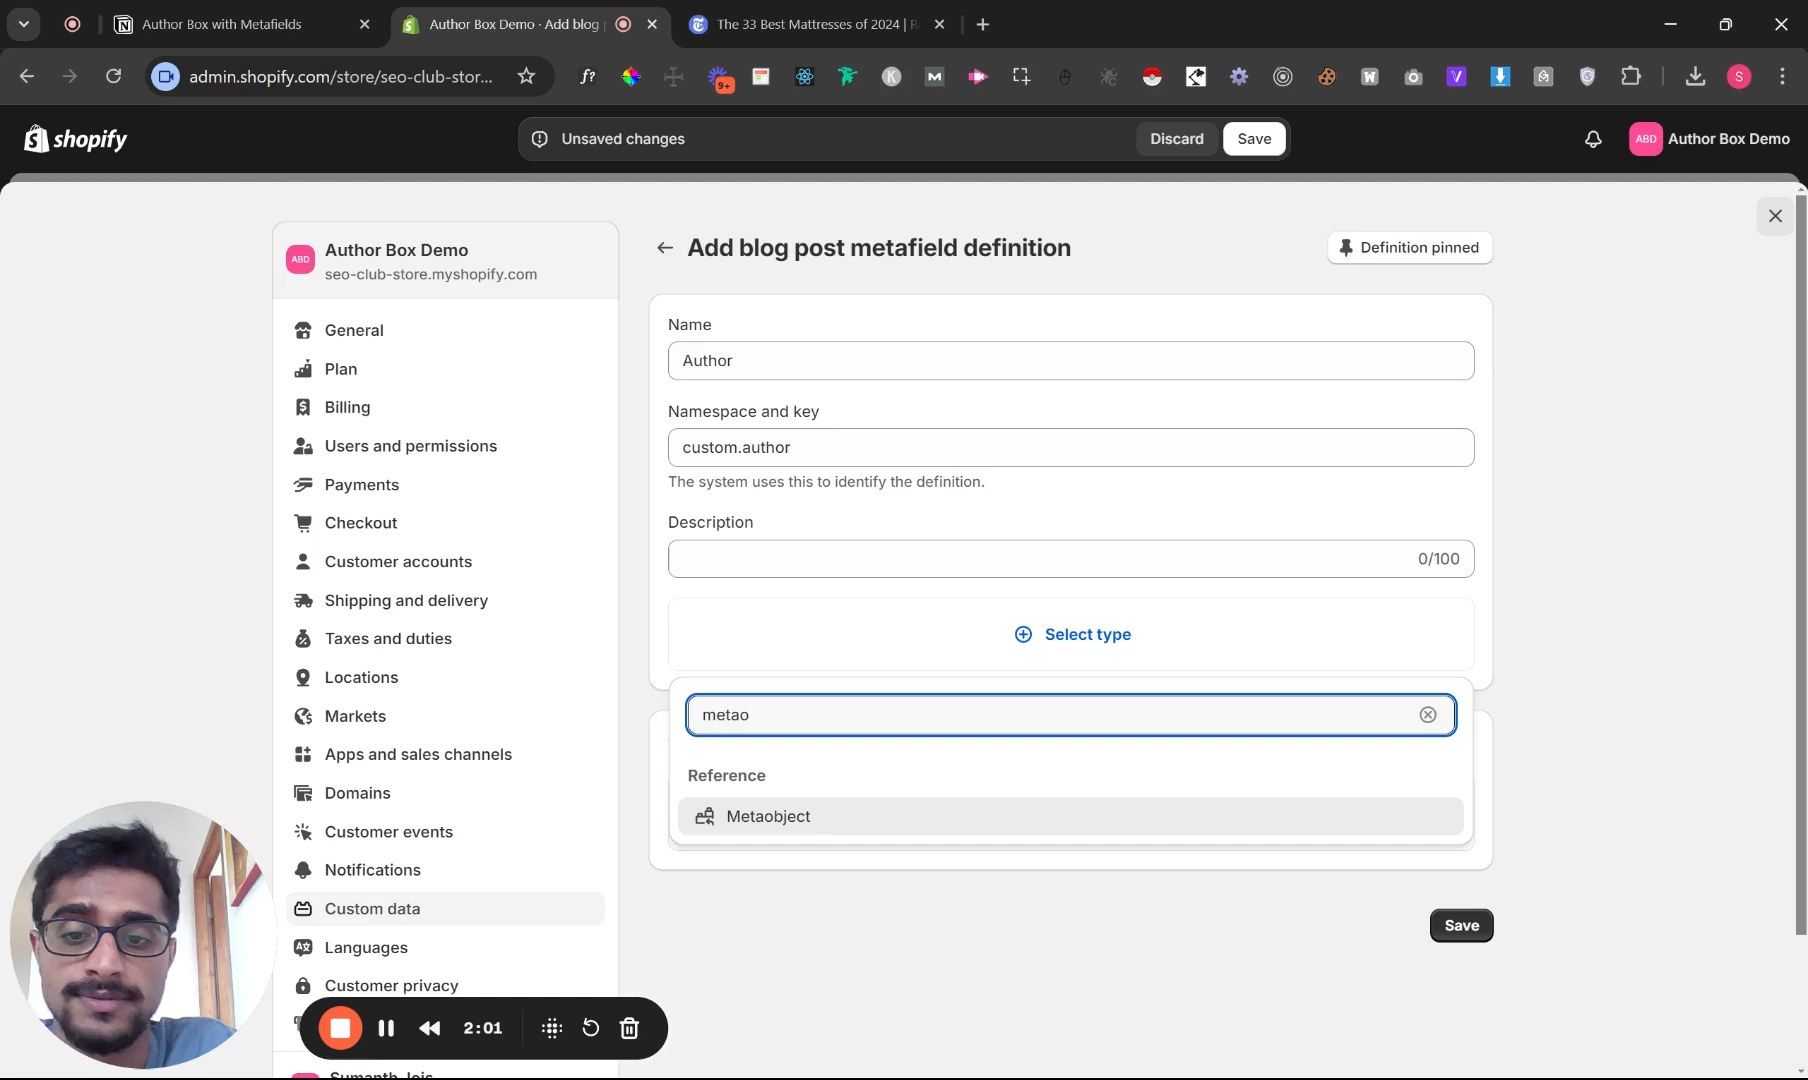 Author Box with Metafields
Author Box Demo · Add blog p
The 33 Best Mattresses of 2024 | R
admin.shopify.com/store/seo-club-stor...
9+
S
shopify
Unsaved changes
Discard
Save
ABD
Author Box Demo
ABD
Author Box Demo
seo-club-store.myshopify.com
General
Plan
Billing
Users and permissions
Payments
Checkout
Customer accounts
Shipping and delivery
Taxes and duties
Locations
Markets
Apps and sales channels
Domains
Customer events
Notifications
Custom data
Languages
Customer privacy
Add blog post metafield definition
Definition pinned
Name
Author
Namespace and key
custom.author
The system uses this to identify the definition.
Description
0/100
Select type
metao
Reference
Metaobject
Save
2:01
Sumanth Jois